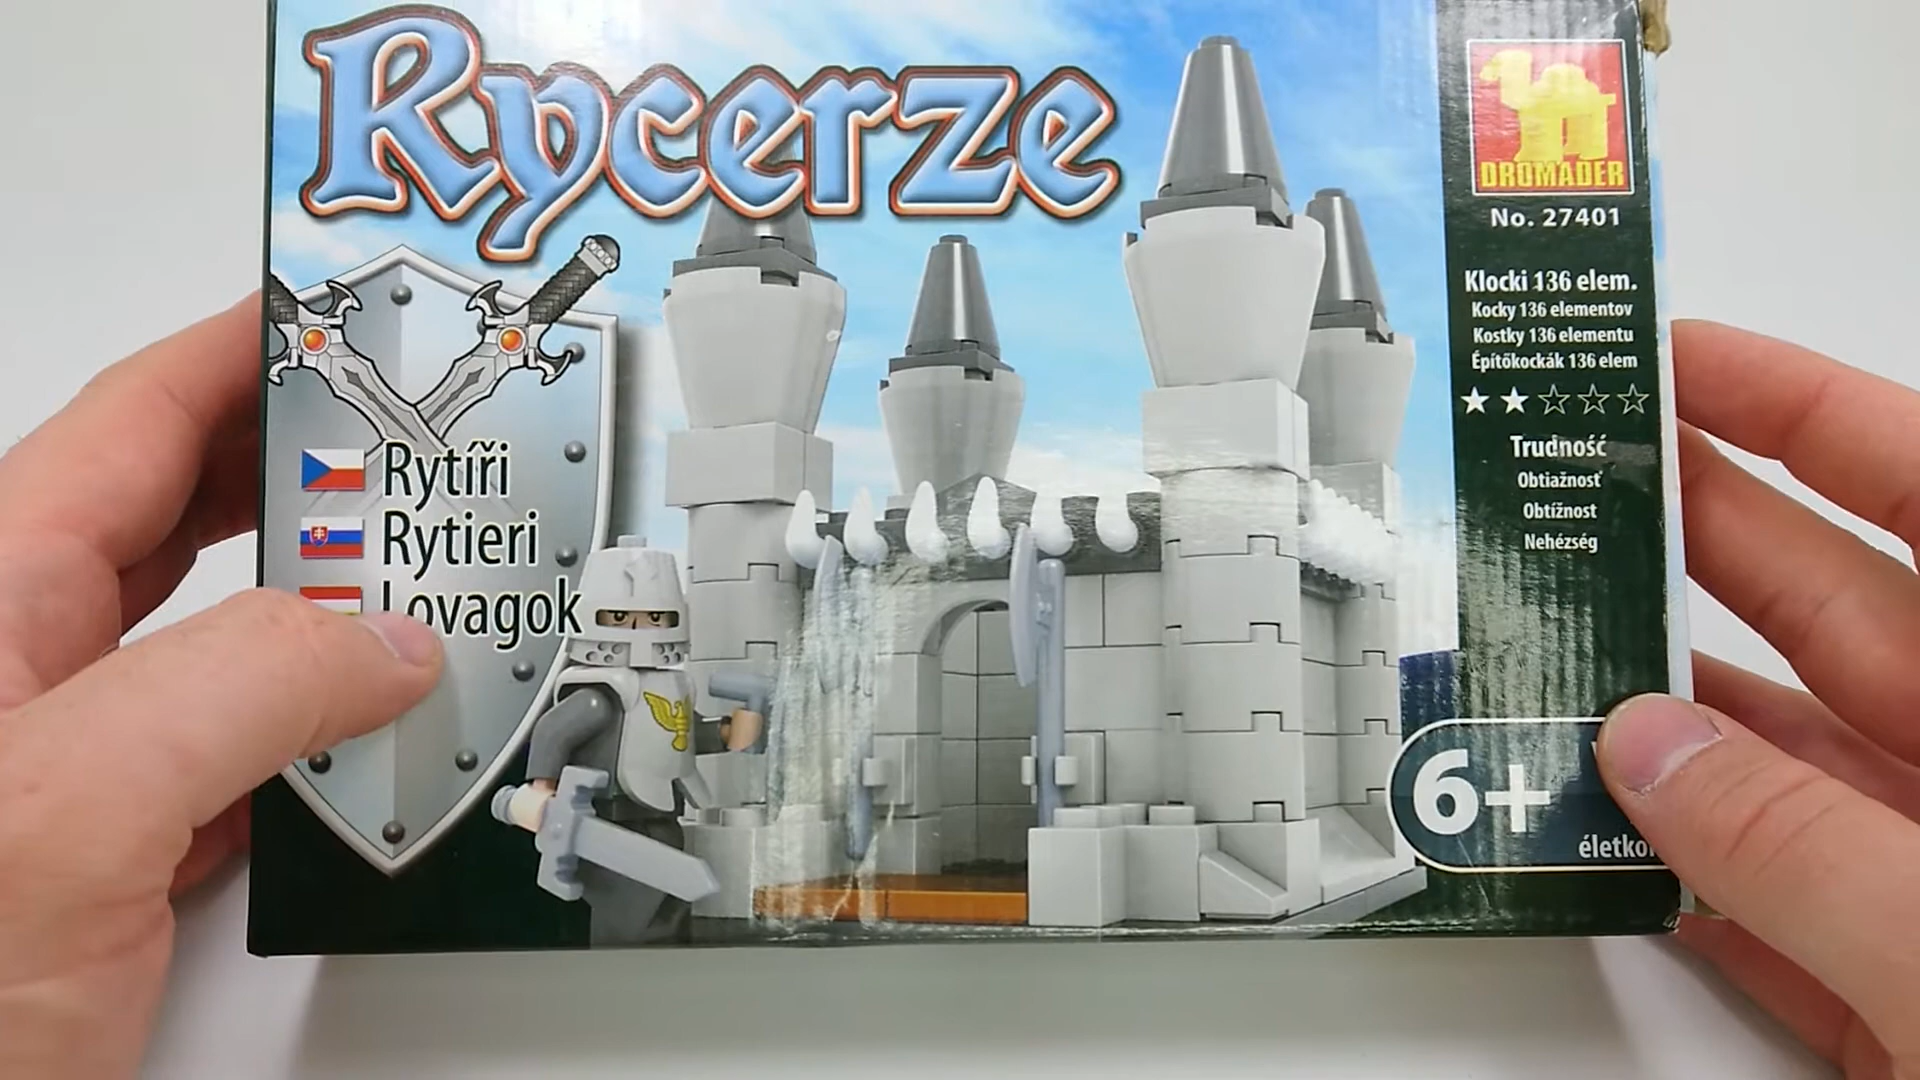 Rycerze
DROMADER
No. 27401
Klocki 136 elem.
Kocky 136 elementov
Kostky 136 elementu
Építőkockák 136 elem
Trudność
Obtiažnosť
Obtížnost
Nehézség
Rytíři
Rytieri
Lovagok
6+